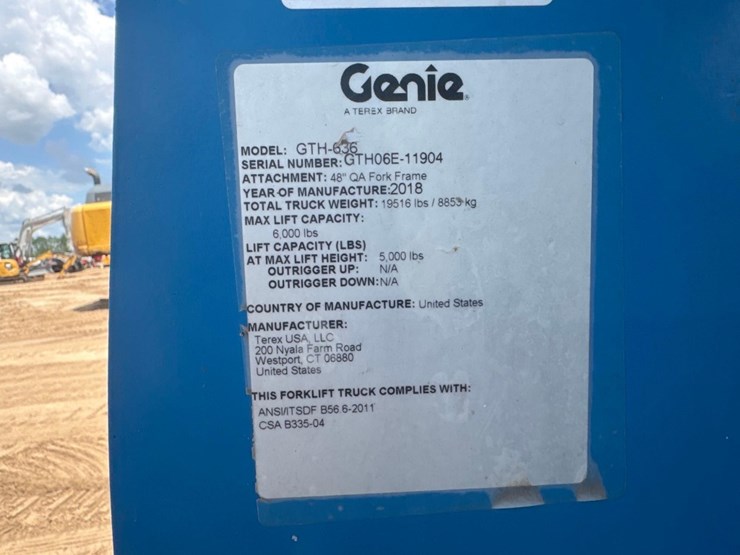 Genie
A TEREX BRAND
MODEL: GTH-636
SERIAL NUMBER: GTH06E-11904
ATTACHMENT: 48" QA Fork Frame
YEAR OF MANUFACTURE:2018
TOTAL TRUCK WEIGHT: 19516 lbs / 8853 kg
MAX LIFT CAPACITY:
6,000 lbs
LIFT CAPACITY (LBS)
AT MAX LIFT HEIGHT: 5,000 lbs
OUTRIGGER UP: N/A
OUTRIGGER DOWN:N/A
COUNTRY OF MANUFACTURE: United States
MANUFACTURER:
Terex USA, LLC
200 Nyala Farm Road
Westport, CT 06880
United States
THIS FORKLIFT TRUCK COMPLIES WITH:
ANSI/ITSDF B56.6-2011
CSA B335-04